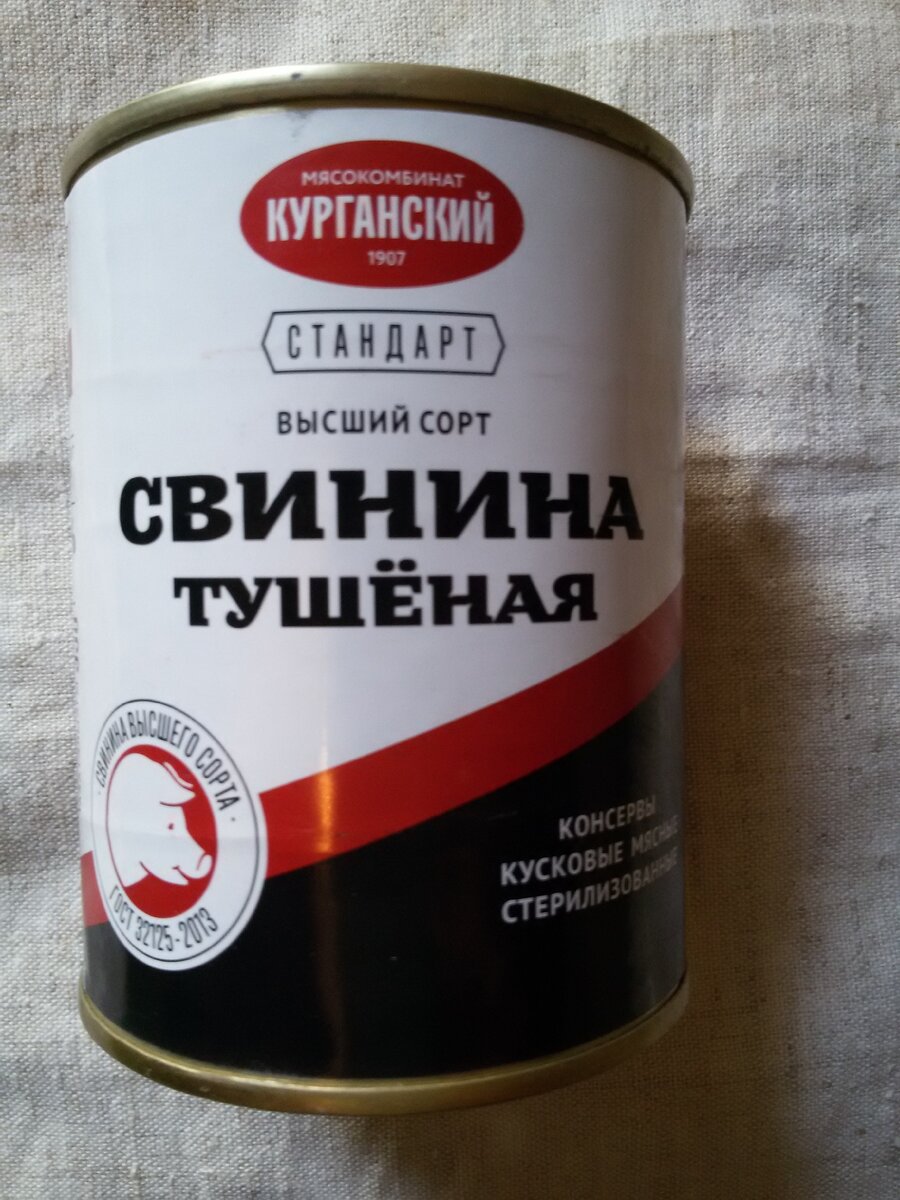 МЯСОКОМБИНАТ
КУРГАНСКИЙ
1907
СТАНДАРТ
ВЫСШИЙ СОРТ
СВИНИНА
ТУШЁНАЯ
· СВИНИНА ВЫСШЕГО СОРТА ·
ГОСТ 32125-2013
КОНСЕРВЫ
КУСКОВЫЕ МЯСНЫЕ
СТЕРИЛИЗОВАННЫЕ